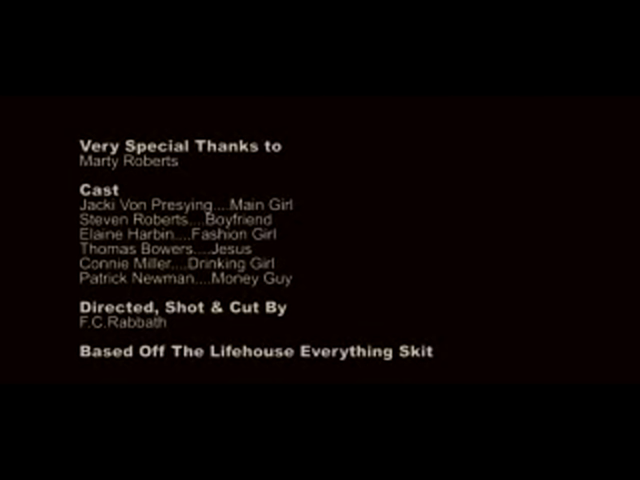 Very Special Thanks to
Marty Roberts
Cast
Jacki Von Presying....Main Girl
Steven Roberts....Boyfriend
Elaine Harbin....Fashion Girl
Thomas Bowers....Jesus
Connie Miller....Drinking Girl
Patrick Newman....Money Guy
Directed, Shot & Cut By
F.C.Rabbath
Based Off The Lifehouse Everything Skit